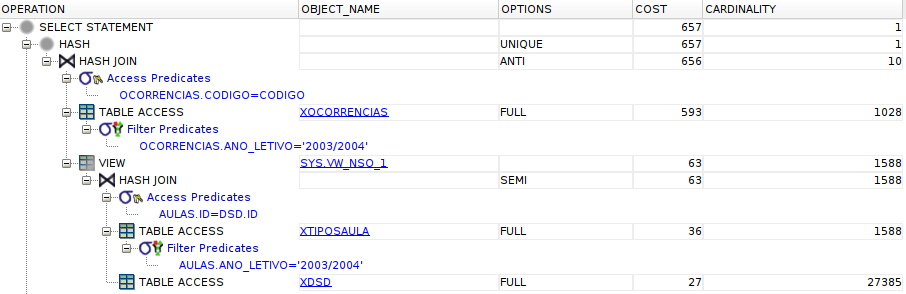 OPERATION OBJECT_NAME OPTIONS COST CARDINALITY
SELECT STATEMENT 657 1
HASH UNIQUE 657 1
HASH JOIN ANTI 656 10
Access Predicates
OCORRENCIAS.CODIGO=CODIGO
TABLE ACCESS XOCORRENCIAS FULL 593 1028
Filter Predicates
OCORRENCIAS.ANO_LETIVO='2003/2004'
VIEW SYS.VW_NSO_1 63 1588
HASH JOIN SEMI 63 1588
Access Predicates
AULAS.ID=DSD.ID
TABLE ACCESS XTIPOSAULA FULL 36 1588
Filter Predicates
AULAS.ANO_LETIVO='2003/2004'
TABLE ACCESS XDSD FULL 27 27385